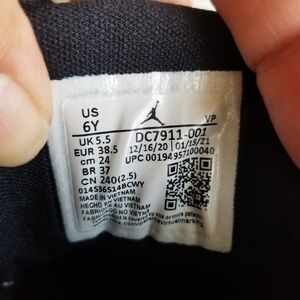 US
6Y
VP
UK 5.5
DC7911-001
EUR 38.5
12/16/20
01/15/21
cm 24
UPC 00194957100040
BR 37
CN 240(2.5)
014S36S14BCWY
MADE IN VIETNAM
HECHO EN VIETNAM
FABRICADO NO VIETNAM
FABRIQUÉ AU VIETNAM